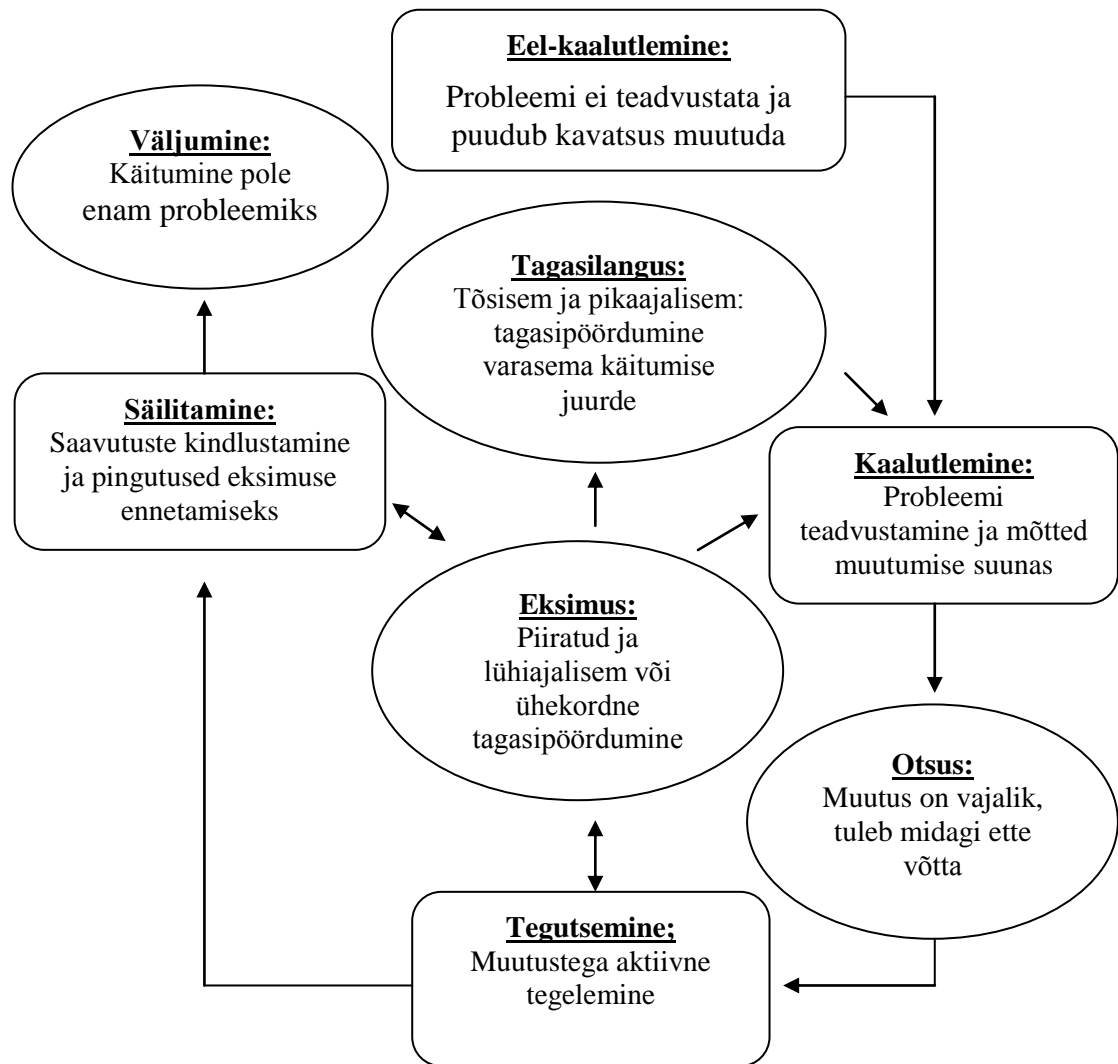 Eel-kaalutlemine:
Probleemi ei teadvustata ja
puudub kavatsus muutuda
Väljumine:
Käitumine pole
enam probleemiks
Tagasilangus:
Tõsisem ja pikaajalisem:
tagasipöördumine
varasema käitumise
juurde
Säilitamine:
Saavutuste kindlustamine
ja pingutused eksimuse
ennetamiseks
Kaalutlemine:
Probleemi
teadvustamine ja mõtted
muutumise suunas
Eksimus:
Piiratud ja
lühiajalisem või
ühekordne
tagasipöördumine
Otsus:
Muutus on vajalik,
tuleb midagi ette
võtta
Tegutsemine;
Muutustega aktiivne
tegelemine